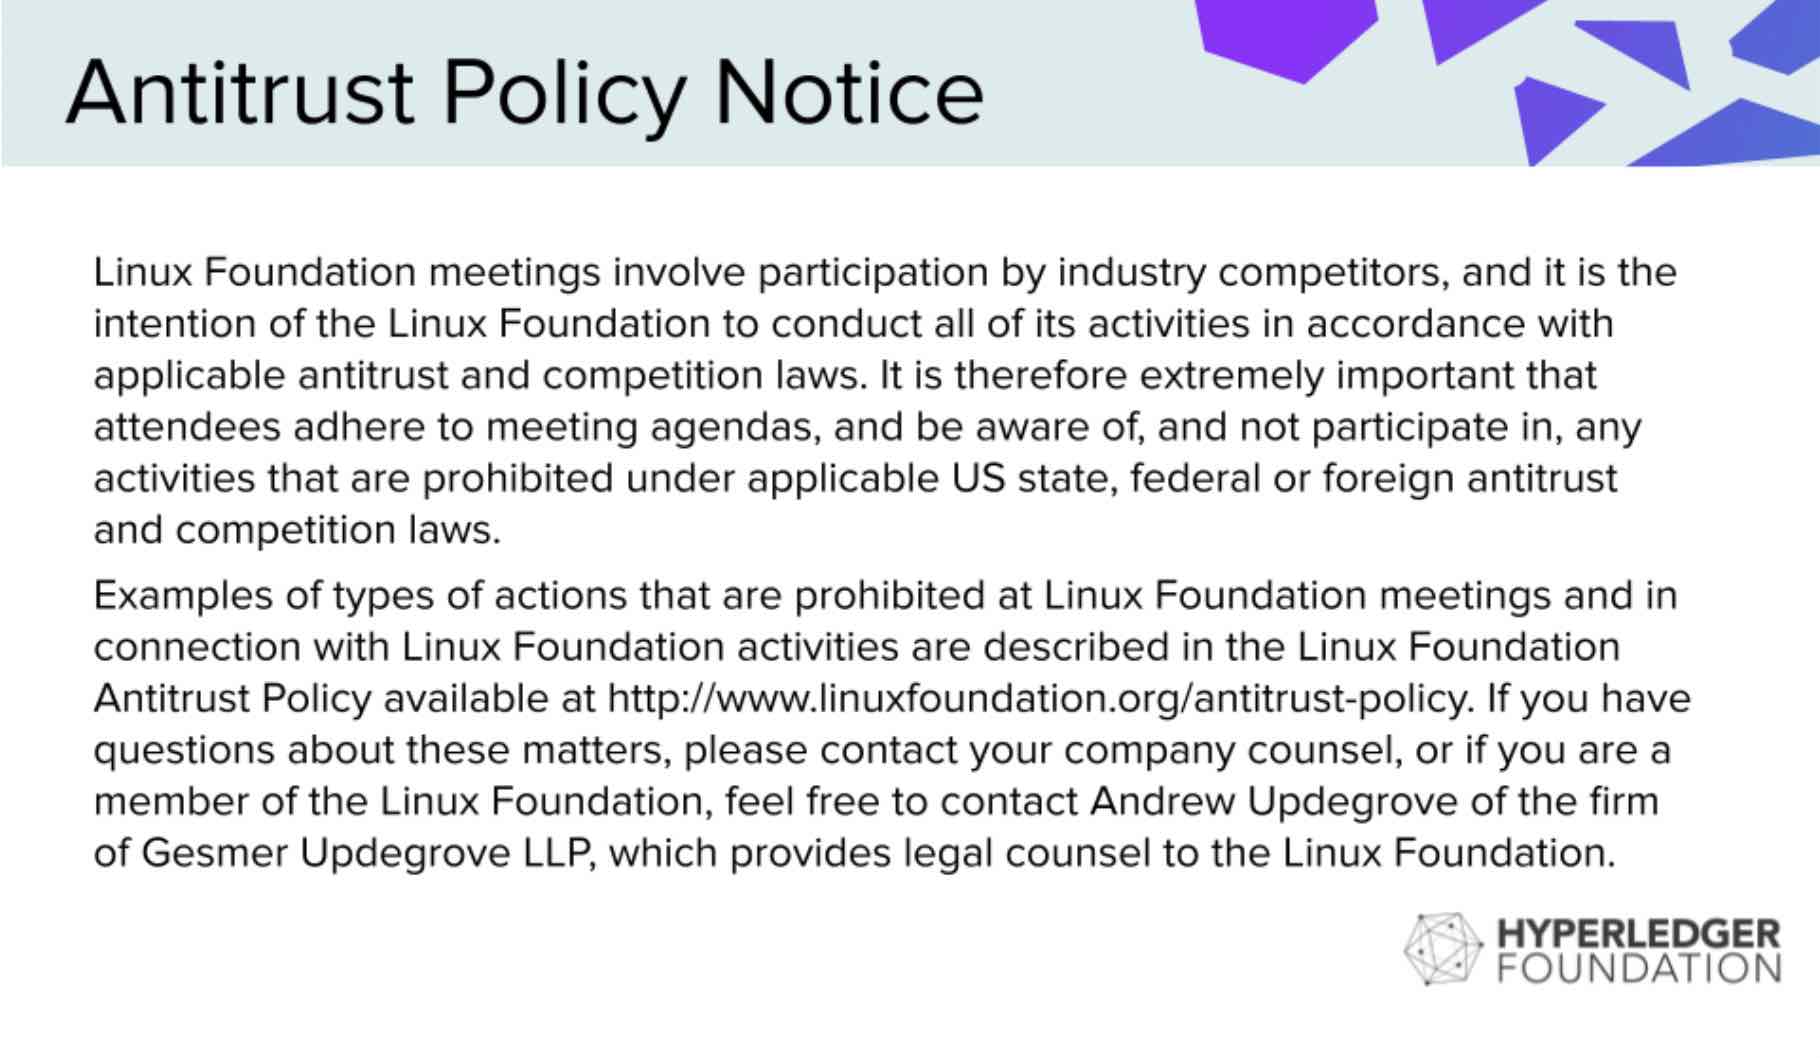 Antitrust Policy Notice
Linux Foundation meetings involve participation by industry competitors, and it is the
intention of the Linux Foundation to conduct all of its activities in accordance with
applicable antitrust and competition laws. It is therefore extremely important that
attendees adhere to meeting agendas, and be aware of, and not participate in, any
activities that are prohibited under applicable US state, federal or foreign antitrust
and competition laws.
Examples of types of actions that are prohibited at Linux Foundation meetings and in
connection with Linux Foundation activities are described in the Linux Foundation
Antitrust Policy available at http://www.linuxfoundation.org/antitrust-policy. If you have
questions about these matters, please contact your company counsel, or if you are a
member of the Linux Foundation, feel free to contact Andrew Updegrove of the firm
of Gesmer Updegrove LLP, which provides legal counsel to the Linux Foundation.
HYPERLEDGER
FOUNDATION